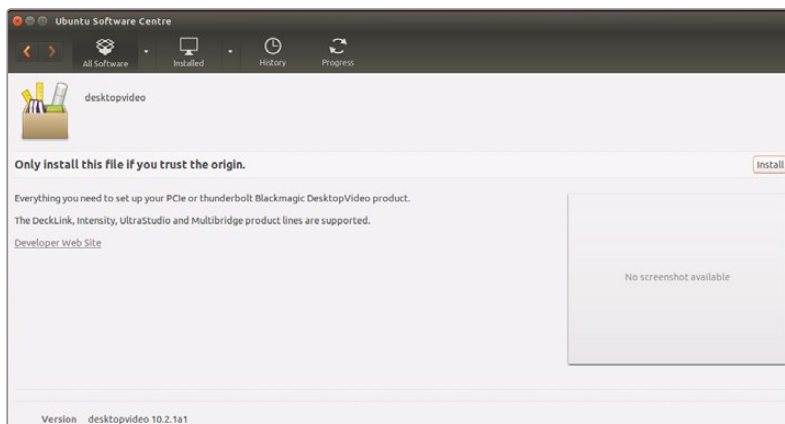 Ubuntu Software Centre
All Software
Installed
History
Progress
desktopvideo
Only install this file if you trust the origin.
Install
Everything you need to set up your PCIe or thunderbolt Blackmagic DesktopVideo product.
The DeckLink, Intensity, UltraStudio and Multibridge product lines are supported.
Developer Web Site
No screenshot available
Version desktopvideo 10.2.1a1